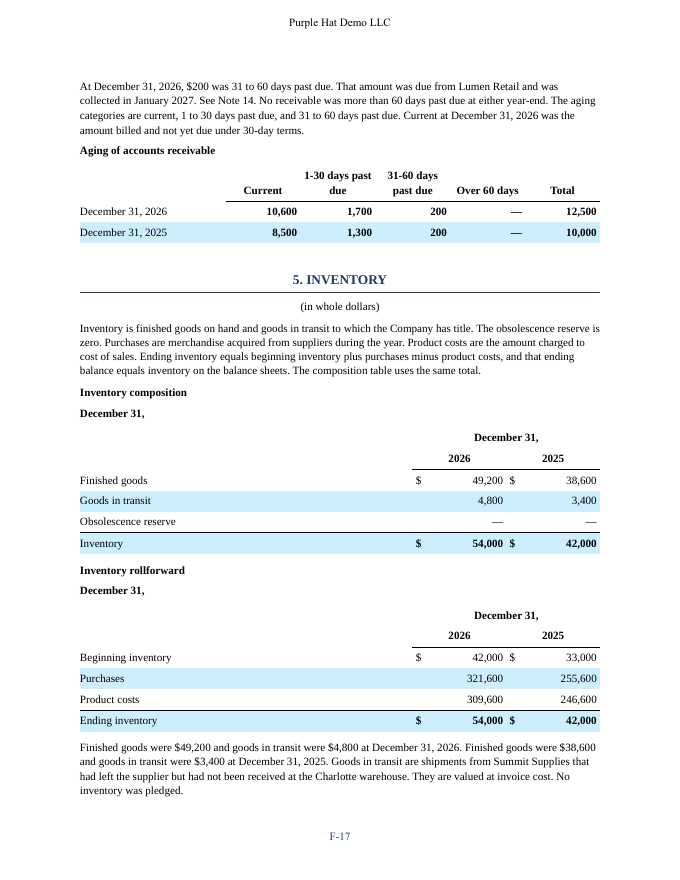 Purple Hat Demo LLC
At December 31, 2026, $200 was 31 to 60 days past due. That amount was due from Lumen Retail and was
collected in January 2027. See Note 14. No receivable was more than 60 days past due at either year-end. The aging
categories are current, 1 to 30 days past due, and 31 to 60 days past due. Current at December 31, 2026 was the
amount billed and not yet due under 30-day terms.
Aging of accounts receivable
1-30 days past 31-60 days
Current due past due Over 60 days Total
December 31, 2026 10,600 1,700 200 — 12,500
December 31, 2025 8,500 1,300 200 — 10,000
5. INVENTORY
(in whole dollars)
Inventory is finished goods on hand and goods in transit to which the Company has title. The obsolescence reserve is
zero. Purchases are merchandise acquired from suppliers during the year. Product costs are the amount charged to
cost of sales. Ending inventory equals beginning inventory plus purchases minus product costs, and that ending
balance equals inventory on the balance sheets. The composition table uses the same total.
Inventory composition
December 31,
December 31,
2026 2025
Finished goods $ 49,200 $ 38,600
Goods in transit 4,800 3,400
Obsolescence reserve — —
Inventory $ 54,000 $ 42,000
Inventory rollforward
December 31,
December 31,
2026 2025
Beginning inventory $ 42,000 $ 33,000
Purchases 321,600 255,600
Product costs 309,600 246,600
Ending inventory $ 54,000 $ 42,000
Finished goods were $49,200 and goods in transit were $4,800 at December 31, 2026. Finished goods were $38,600
and goods in transit were $3,400 at December 31, 2025. Goods in transit are shipments from Summit Supplies that
had left the supplier but had not been received at the Charlotte warehouse. They are valued at invoice cost. No
inventory was pledged.
F-17